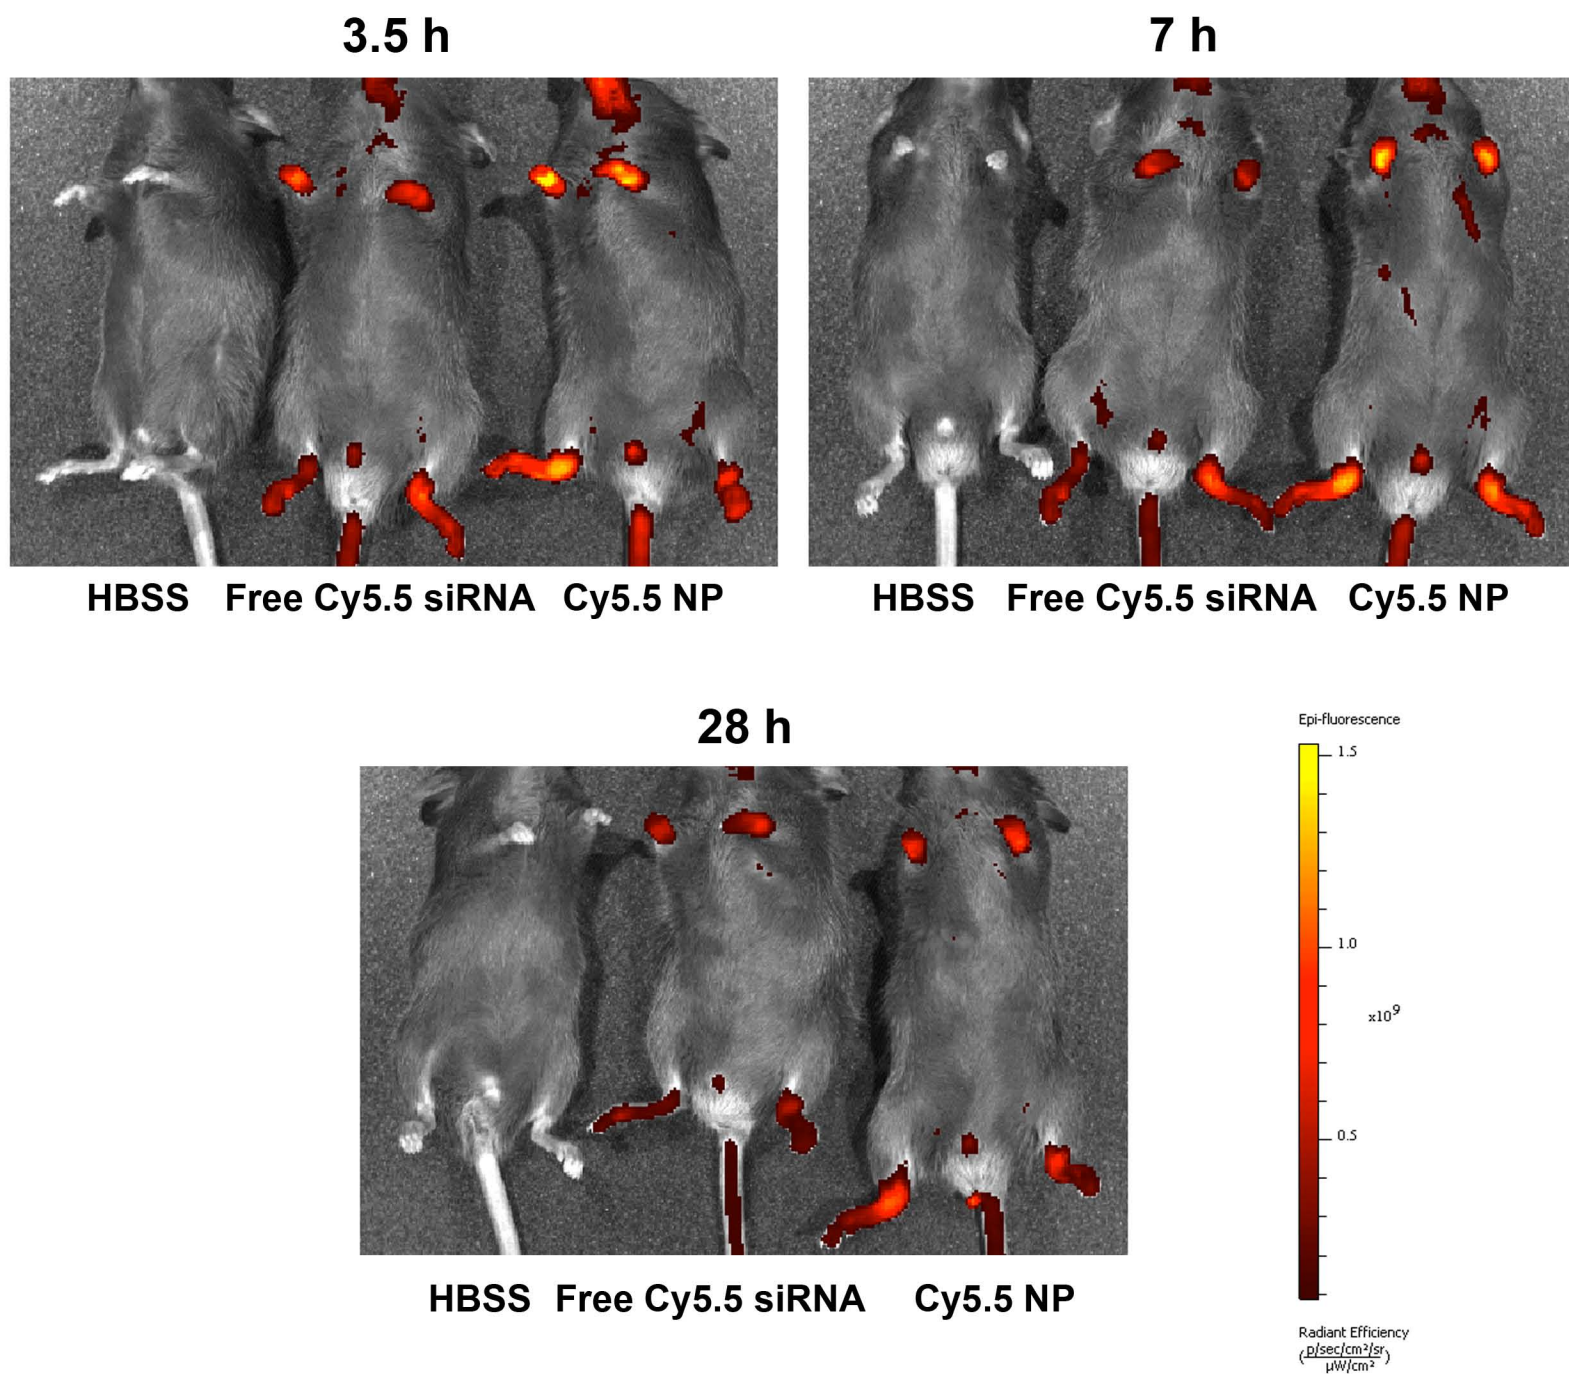 3.5 h
7 h
HBSS Free Cy5.5 siRNA Cy5.5 NP
HBSS Free Cy5.5 siRNA Cy5.5 NP
28 h
HBSS Free Cy5.5 siRNA Cy5.5 NP
Epi-fluorescence
1.5
1.0
x10⁹
0.5
Radiant Efficiency
(p/sec/cm²/sr
µW/cm²)